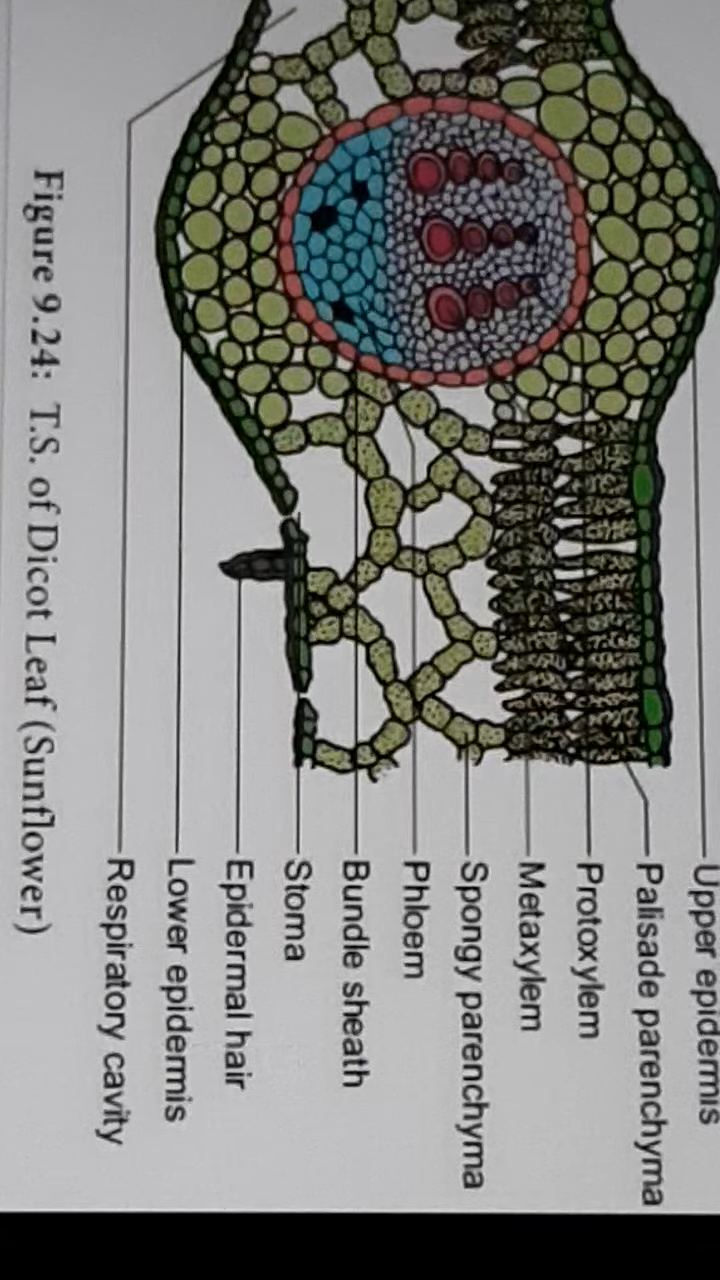 Upper epidermis
Palisade parenchyma
Protoxylem
Metaxylem
Spongy parenchyma
Phloem
Bundle sheath
Stoma
Epidermal hair
Lower epidermis
Respiratory cavity
Figure 9.24: T.S. of Dicot Leaf (Sunflower)